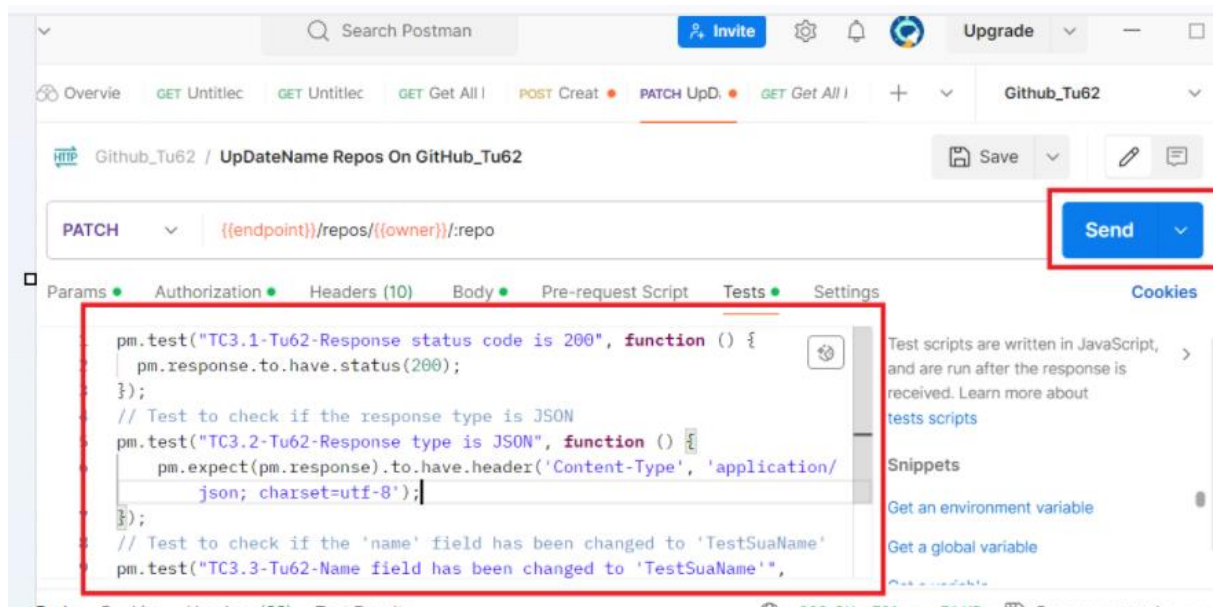 Search Postman
Invite
Upgrade
Overvie
GET Untitlec
GET Untitlec
GET Get All I
POST Creat
PATCH UpD.
GET Get All I
Github_Tu62
HTTP Github_Tu62 / UpDateName Repos On GitHub_Tu62
Save
PATCH {{endpoint}}/repos/{{owner}}/:repo
Send
Params Authorization Headers (10) Body Pre-request Script Tests Settings Cookies
pm.test("TC3.1-Tu62-Response status code is 200", function () {
pm.response.to.have.status(200);
});
// Test to check if the response type is JSON
pm.test("TC3.2-Tu62-Response type is JSON", function () {
pm.expect(pm.response).to.have.header('Content-Type', 'application/
json; charset=utf-8');
});
// Test to check if the 'name' field has been changed to 'TestSuaName'
pm.test("TC3.3-Tu62-Name field has been changed to 'TestSuaName'",
Test scripts are written in JavaScript,
and are run after the response is
received. Learn more about
tests scripts
Snippets
Get an environment variable
Get a global variable